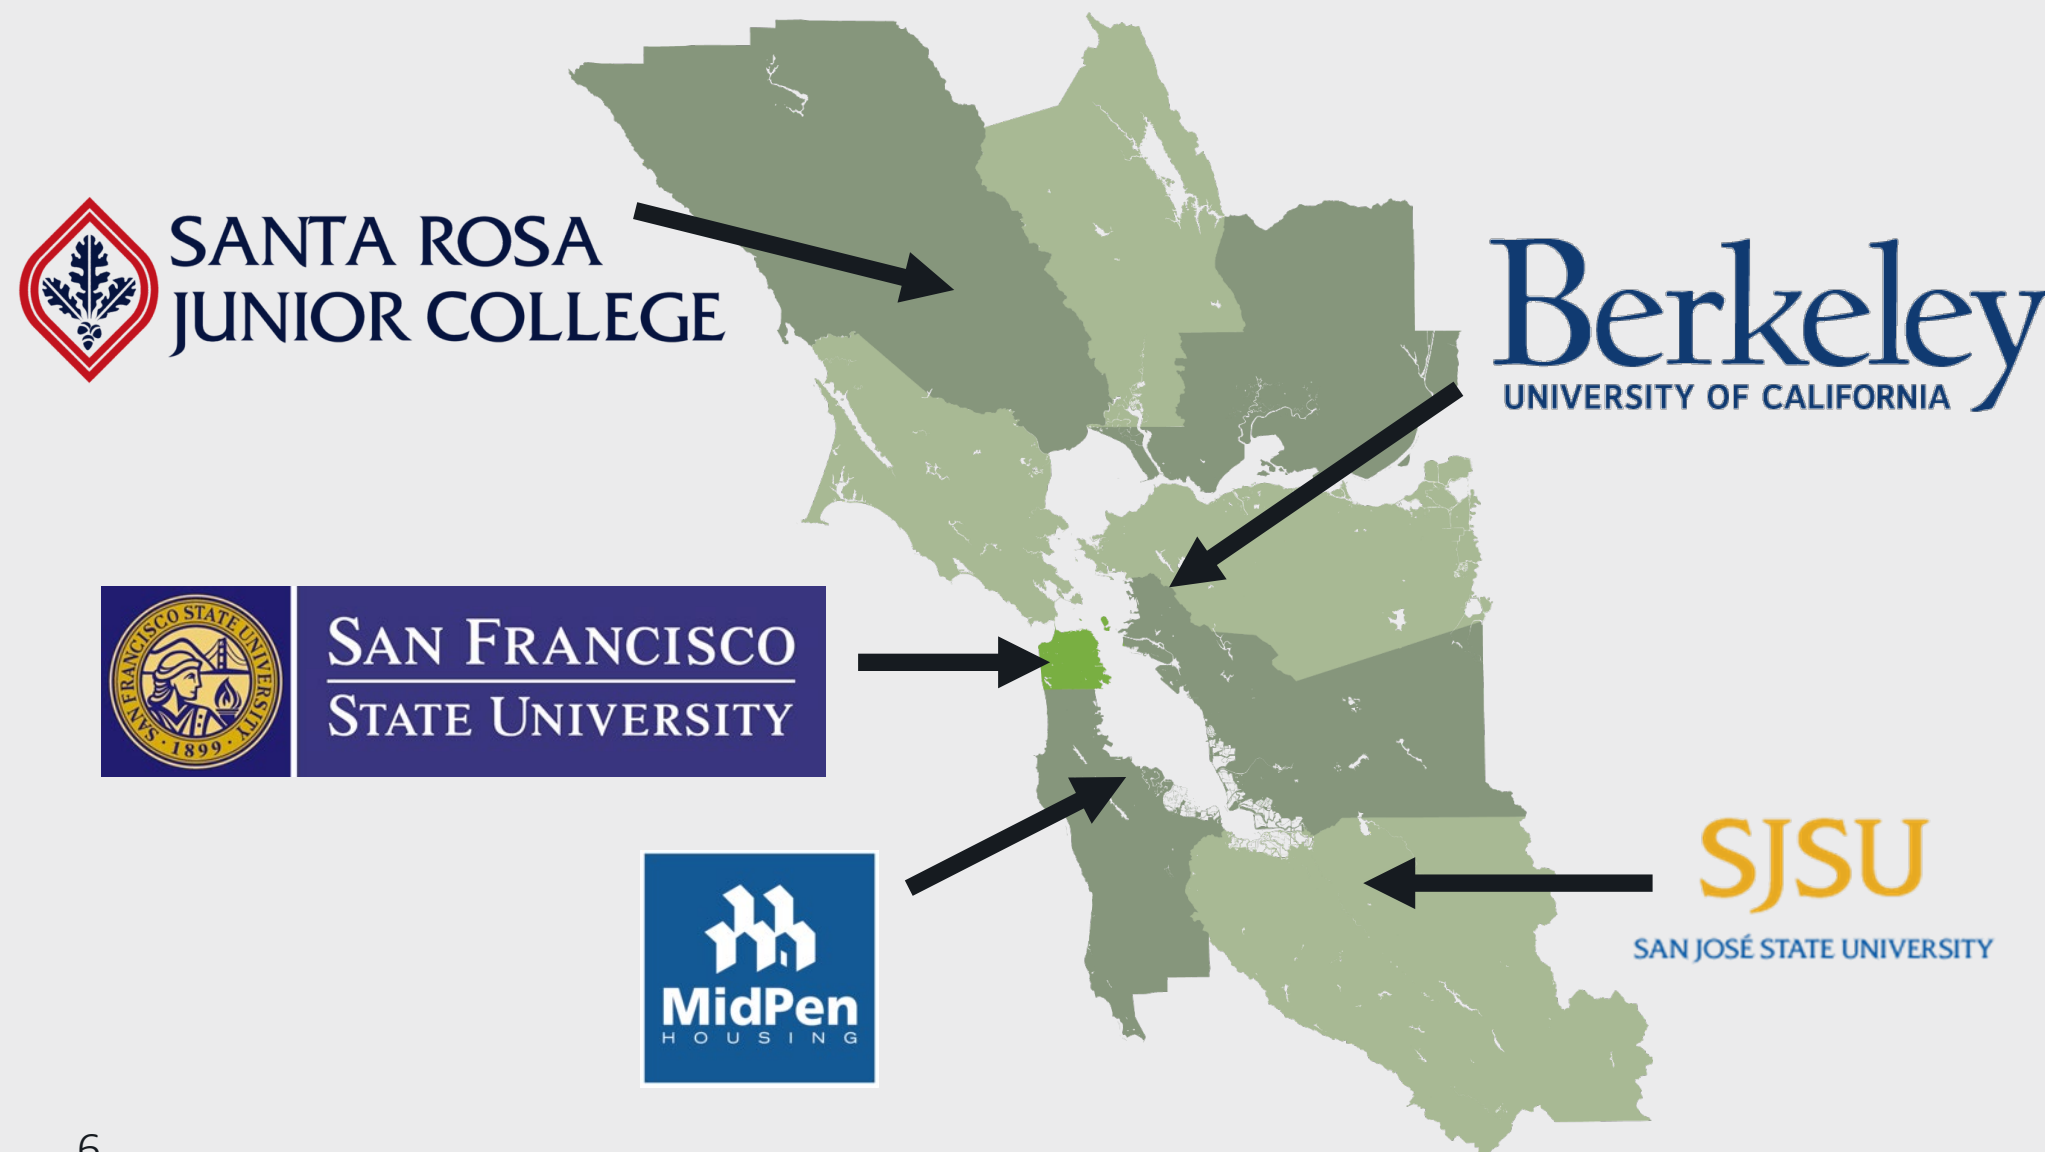 SANTA ROSA
JUNIOR COLLEGE
Berkeley
UNIVERSITY OF CALIFORNIA
SAN FRANCISCO STATE UNIVERSITY
· 1899 ·
SAN FRANCISCO
STATE UNIVERSITY
MidPen
HOUSING
SJSU
SAN JOSÉ STATE UNIVERSITY
6